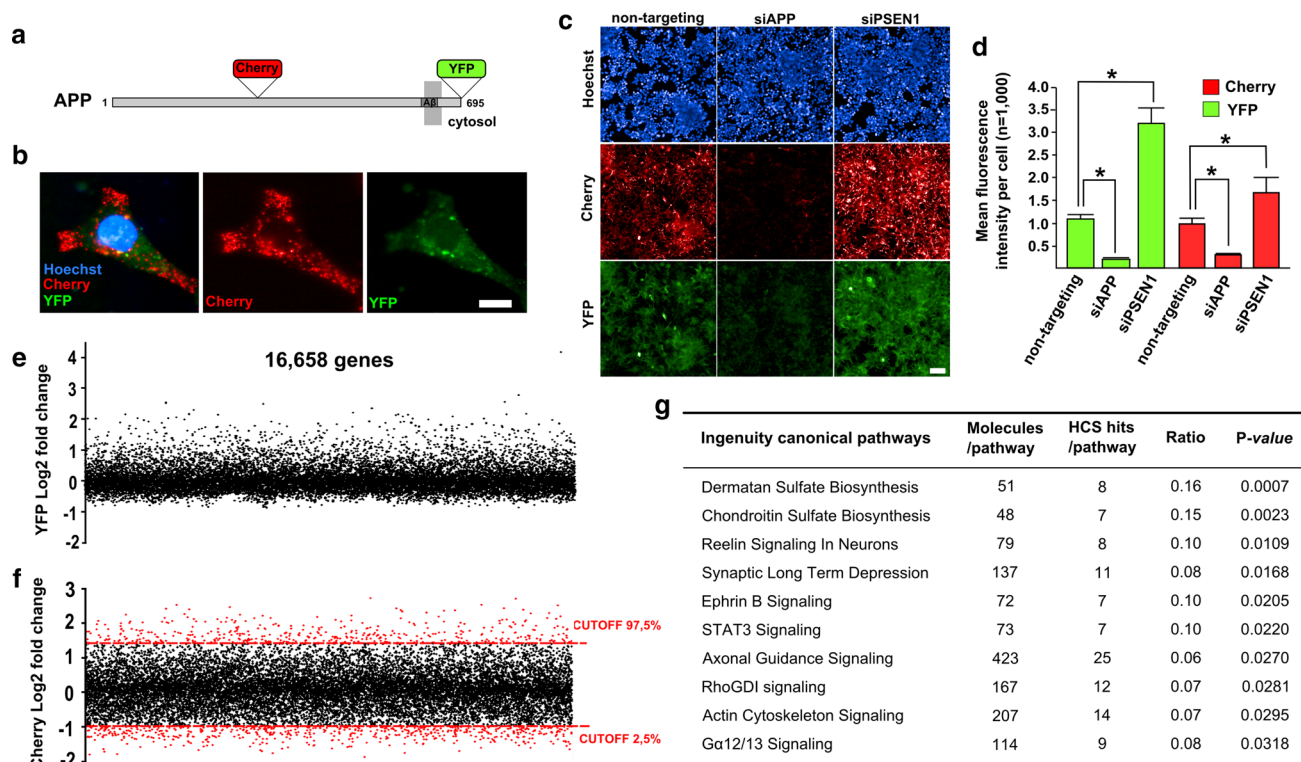 a
Cherry
YFP
APP 1 Aβ 695
cytosol
b
Hoechst
Cherry
YFP
Cherry
YFP
c
non-targeting siAPP siPSEN1
Hoechst
Cherry
YFP
d
Mean fluorescence
intensity per cell (n=1,000)
4.0
3.5
3.0
2.5
2.0
1.5
1.0
0.5
Cherry
YFP
* * * *
non-targeting
siAPP
siPSEN1
non-targeting
siAPP
siPSEN1
e
16,658 genes
YFP Log2 fold change
4
2
1
0
-1
-2
f
Cherry Log2 fold change
3
2
1
0
-1
-2
CUTOFF 97,5%
CUTOFF 2,5%
g
Ingenuity canonical pathways Molecules /pathway HCS hits /pathway Ratio P-value
Dermatan Sulfate Biosynthesis 51 8 0.16 0.0007
Chondroitin Sulfate Biosynthesis 48 7 0.15 0.0023
Reelin Signaling In Neurons 79 8 0.10 0.0109
Synaptic Long Term Depression 137 11 0.08 0.0168
Ephrin B Signaling 72 7 0.10 0.0205
STAT3 Signaling 73 7 0.10 0.0220
Axonal Guidance Signaling 423 25 0.06 0.0270
RhoGDI signaling 167 12 0.07 0.0281
Actin Cytoskeleton Signaling 207 14 0.07 0.0295
Gα12/13 Signaling 114 9 0.08 0.0318